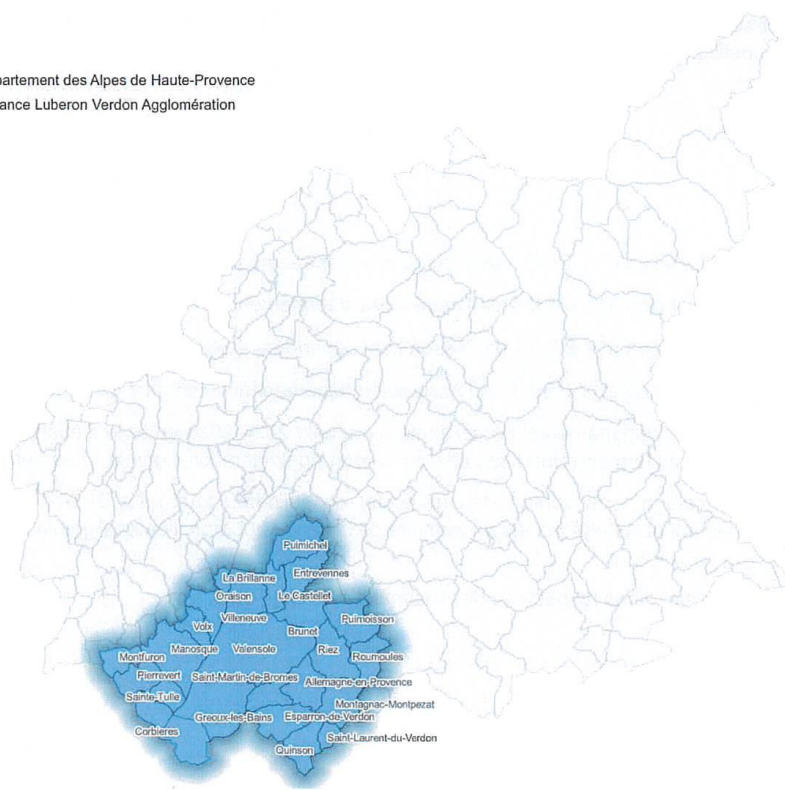 partement des Alpes de Haute-Provence
ance Luberon Verdon Agglomération
Puimichel
La Brillanne
Entrevennes
Oraison
Le Castellet
Villeneuve
Puimoisson
Volx
Brunet
Manosque
Valensole
Riez
Montfuron
Roumoules
Pierrevert
Saint-Martin-de-Bromes
Allemagne-en-Provence
Sainte-Tulle
Montagnac-Montpezat
Greoux-les-Bains
Esparron-de-Verdon
Corbieres
Saint-Laurent-du-Verdon
Quinson